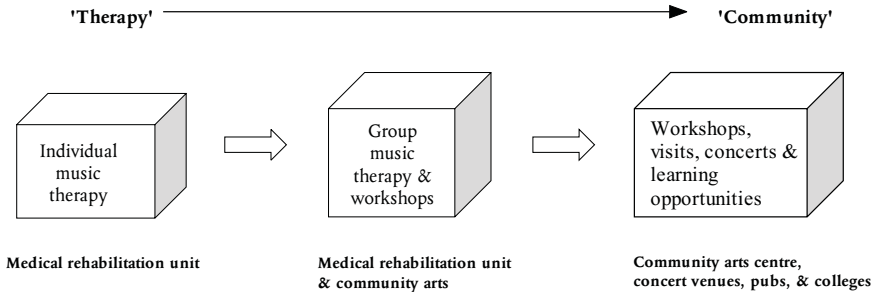 'Therapy' 'Community'
Individual
music
therapy
Group
music
therapy &
workshops
Workshops,
visits, concerts &
learning
opportunities
Medical rehabilitation unit
Medical rehabilitation unit
& community arts
Community arts centre,
concert venues, pubs, & colleges